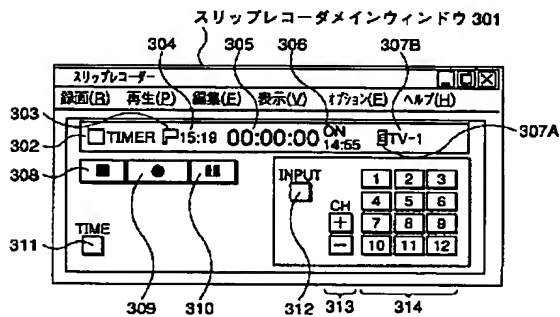 スリップレコーダメインウィンドウ301
304 305 306 307B
スリップレコーダー
録画(R) 再生(P) 編集(E) 表示(V) オプション(E) ヘルプ(H)
303
302
307A
TIMER 15:19 00:00:00 ON 14:55 TV-1
308
INPUT
1 2 3
4 5 6
CH
7 8 9
+
10 11 12
-
TIME
311
309 310 312 313 314